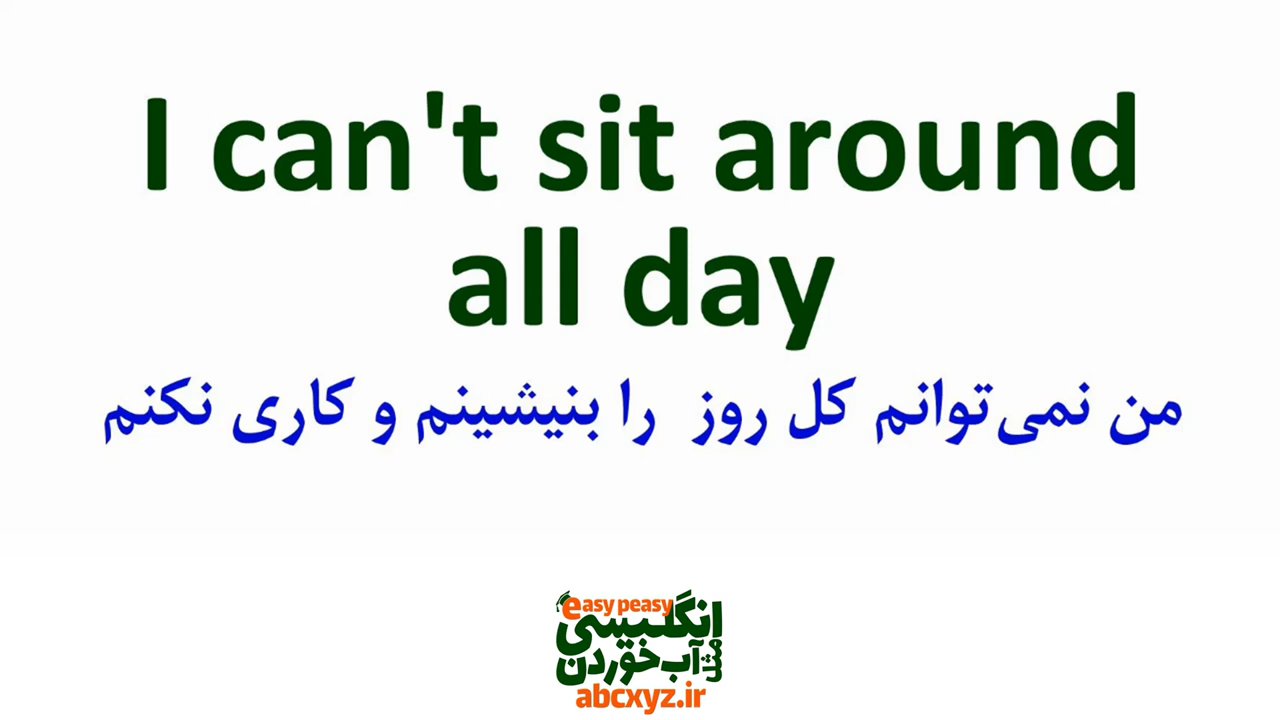 I can't sit around
all day
من نمی‌توانم کل روز را بنیشینم و کاری نکنم
easy peasy
انگلیسی
مثل آب خوردن
abcxyz.ir